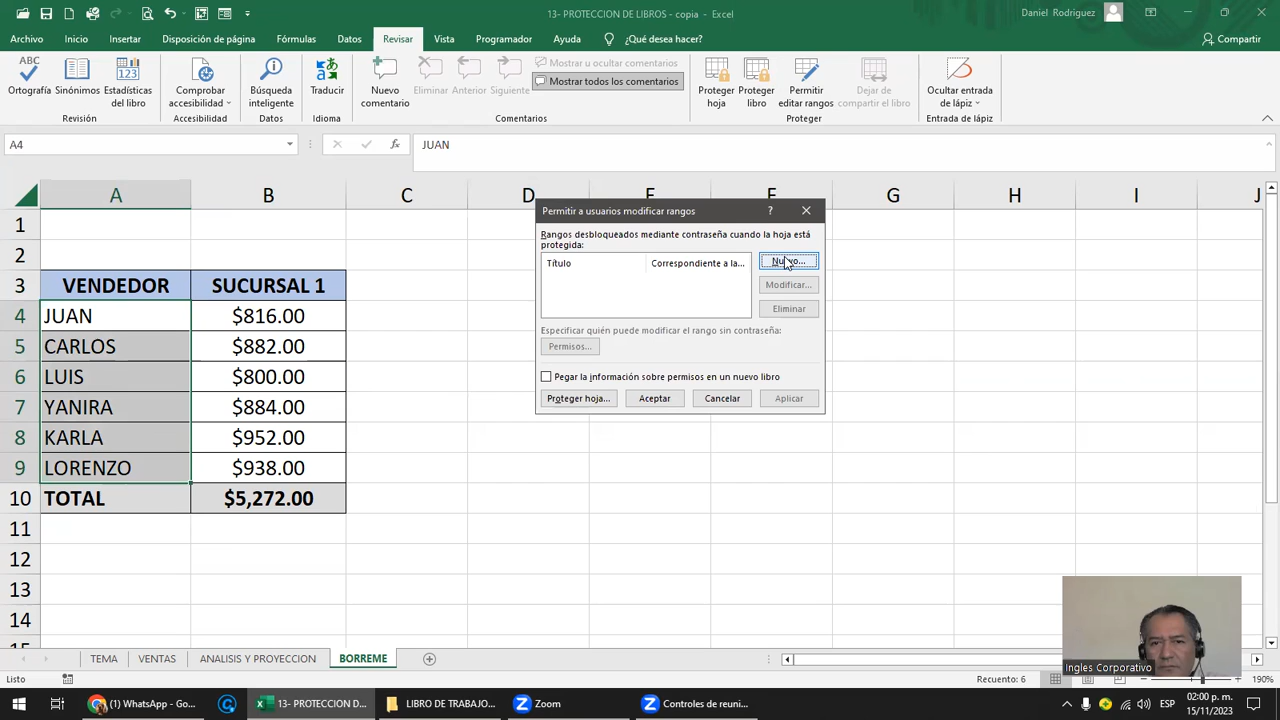 13- PROTECCION DE LIBROS - copia - Excel
Daniel Rodriguez
Archivo
Inicio
Insertar
Disposición de página
Fórmulas
Datos
Revisar
Vista
Programador
Ayuda
¿Qué desea hacer?
Compartir
ABC
Ortografía
Sinónimos
123
Estadísticas
del libro
Comprobar
accesibilidad
Búsqueda
inteligente
Traducir
Nuevo
comentario
Eliminar
Anterior
Siguiente
Mostrar u ocultar comentarios
Mostrar todos los comentarios
Proteger
hoja
Proteger
libro
Permitir
editar rangos
Dejar de
compartir el libro
Ocultar entrada
de lápiz
Revisión
Accesibilidad
Datos
Idioma
Comentarios
Proteger
Entrada de lápiz
A4
fx
JUAN
A
B
C
D
E
F
G
H
I
J
1
2
3
VENDEDOR
SUCURSAL 1
4
JUAN
$816.00
5
CARLOS
$882.00
6
LUIS
$800.00
7
YANIRA
$884.00
8
KARLA
$952.00
9
LORENZO
$938.00
10
TOTAL
$5,272.00
11
12
13
14
15
Permitir a usuarios modificar rangos
?
Rangos desbloqueados mediante contraseña cuando la hoja está
protegida:
Título
Correspondiente a la...
Nuevo...
Modificar...
Eliminar
Especificar quién puede modificar el rango sin contraseña:
Permisos...
Pegar la información sobre permisos en un nuevo libro
Proteger hoja...
Aceptar
Cancelar
Aplicar
Ingles Corporativo
TEMA
VENTAS
ANALISIS Y PROYECCION
BORREME
Listo
Recuento: 6
190%
(1) WhatsApp - Go...
13- PROTECCION D...
LIBRO DE TRABAJO...
Zoom
Controles de reuni...
ESP
02:00 p. m.
15/11/2023